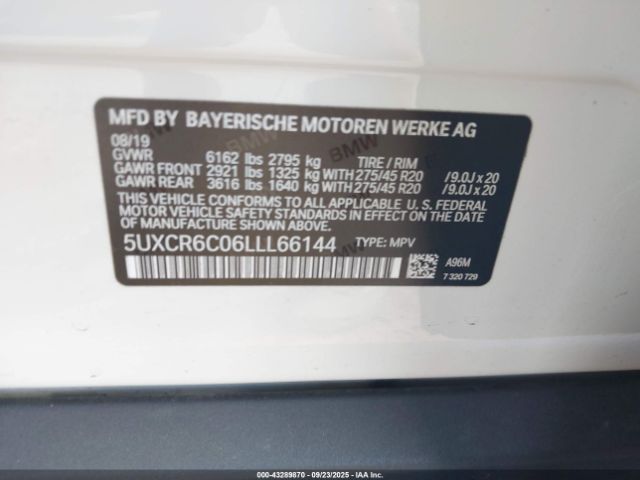 MFD BY BAYERISCHE MOTOREN WERKE AG
08/19
GVWR 6162 lbs 2795 kg TIRE / RIM
GAWR FRONT 2921 lbs 1325 kg WITH 275/45 R20 /9.0J x 20
GAWR REAR 3616 lbs 1640 kg WITH 275/45 R20 /9.0J x 20
THIS VEHICLE CONFORMS TO ALL APPLICABLE U. S. FEDERAL
MOTOR VEHICLE SAFETY STANDARDS IN EFFECT
ON THE DATE OF MANUFACTURE SHOWN ABOVE.
5UXCR6C06LLL66144 TYPE: MPV
A96M
7 320 729
000-43289870 09/23/2025 - IAAI.com